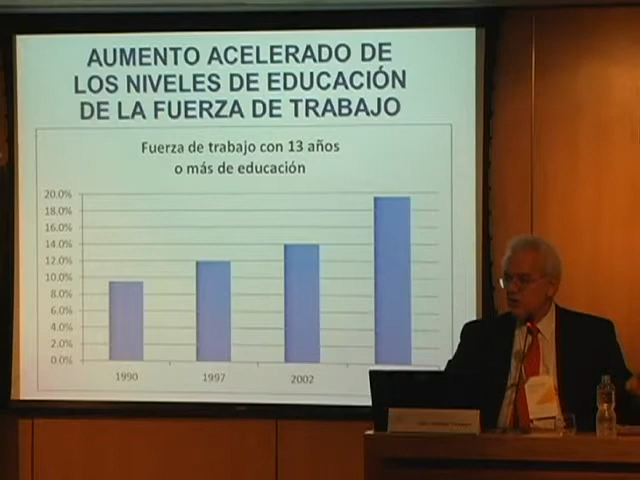 AUMENTO ACELERADO DE
LOS NIVELES DE EDUCACIÓN
DE LA FUERZA DE TRABAJO
Fuerza de trabajo con 13 años
o más de educación
20.0%
18.0%
16.0%
14.0%
12.0%
10.0%
8.0%
6.0%
4.0%
2.0%
0.0%
1990
1997
2002